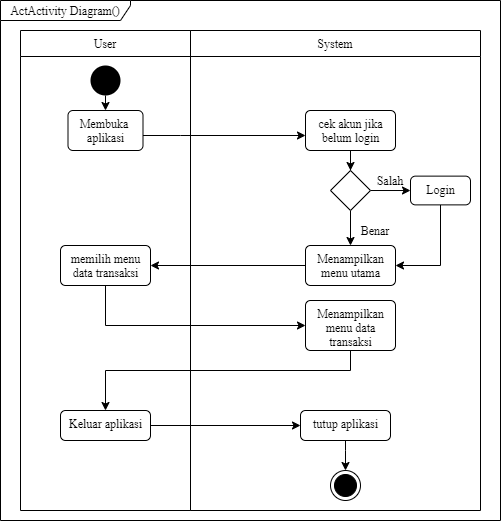 ActActivity Diagram()
User
System
Membuka
aplikasi
cek akun jika
belum login
Salah
Login
Benar
memilih menu
data transaksi
Menampilkan
menu utama
Menampilkan
menu data
transaksi
Keluar aplikasi
tutup aplikasi